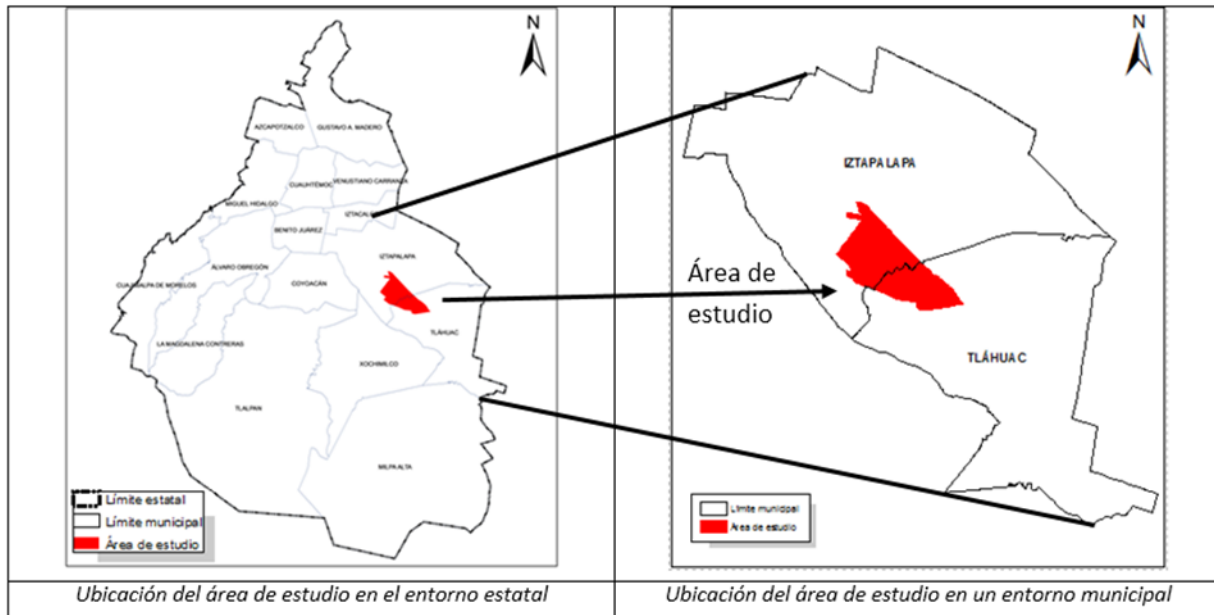 N
AZCAPOTZALCO
GUSTAVO A. MADERO
CUAUHTÉMOC
VENUSTIANO CARRANZA
MIGUEL HIDALGO
IZTACAL
BENITO JUÁREZ
IZTAPALAPA
ÁLVARO OBREGÓN
CUAJIMALPA DE MORELOS
COYOACÁN
TLÁHUAC
LA MAGDALENA CONTRERAS
XOCHIMILCO
TLALPAN
MILPA ALTA
Límite estatal
Límite municipal
Área de estudio
Ubicación del área de estudio en el entorno estatal
N
IZTAPALAPA
Área de
estudio
TLÁHUAC
Límite municipal
Area de estudio
Ubicación del área de estudio en un entorno municipal